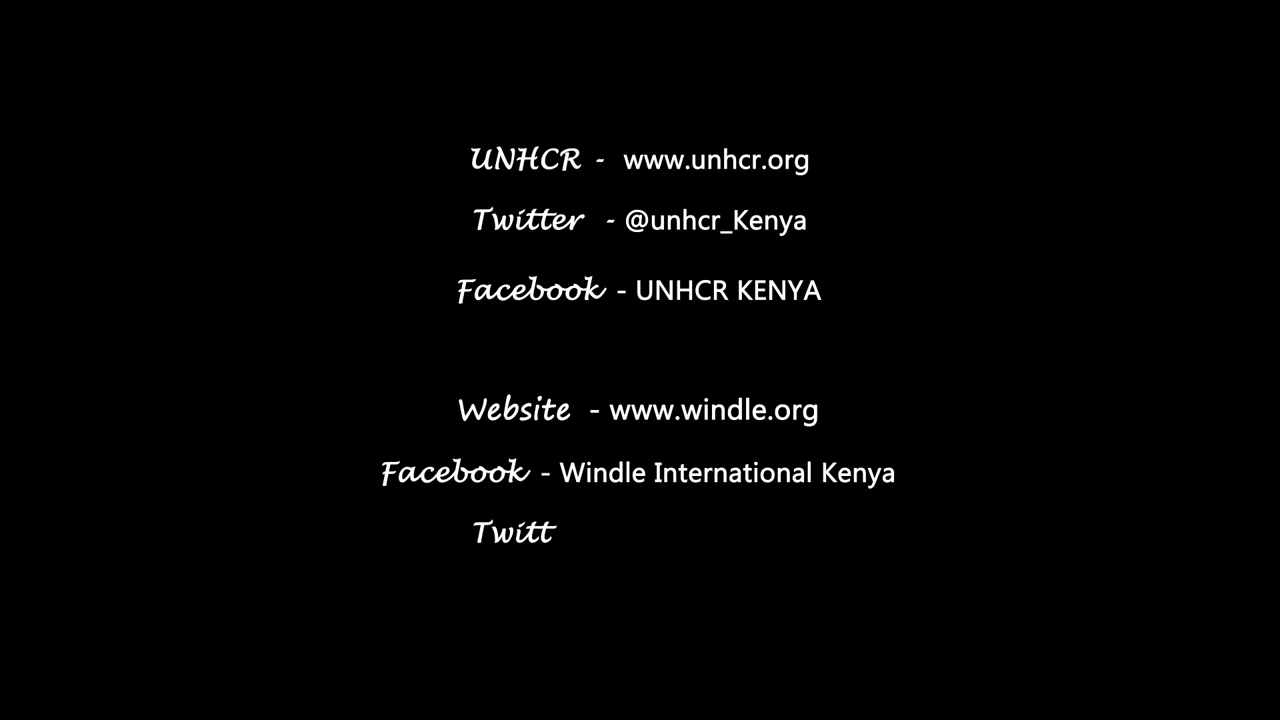 UNHCR - www.unhcr.org
Twitter - @unhcr_Kenya
Facebook - UNHCR KENYA
Website - www.windle.org
Facebook - Windle International Kenya
Twitt